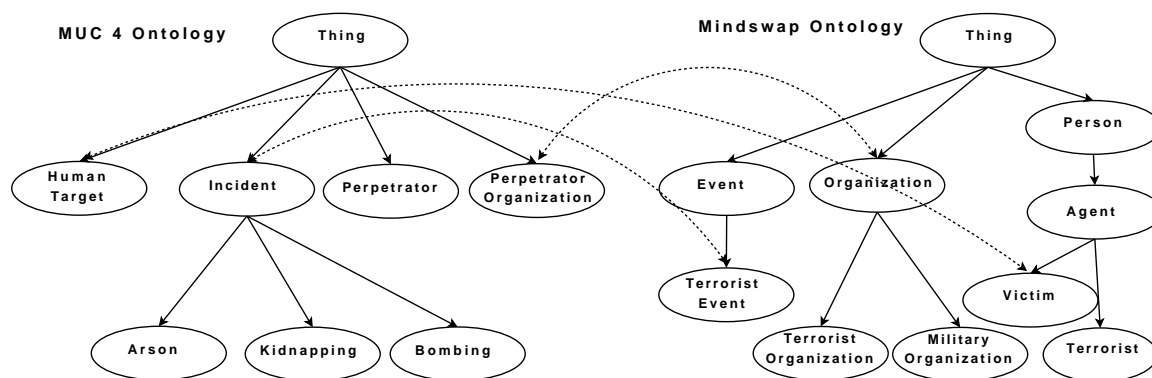 MUC 4 Ontology
Thing
Human
Target
Incident
Perpetrator
Perpetrator
Organization
Arson
Kidnapping
Bombing
Mindswap Ontology
Thing
Person
Event
Organization
Agent
Terrorist
Event
Victim
Terrorist
Organization
Military
Organization
Terrorist